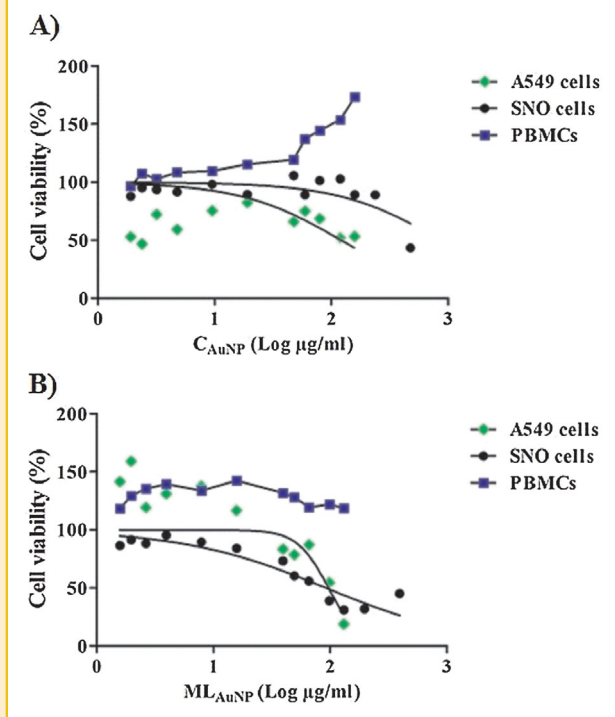 A)
200
150
100
50
0
Cell viability (%)
0 1 2 3
C_AuNP (Log µg/ml)
A549 cells
SNO cells
PBMCs
B)
200
150
100
50
0
Cell viability (%)
0 1 2 3
ML_AuNP (Log µg/ml)
A549 cells
SNO cells
PBMCs